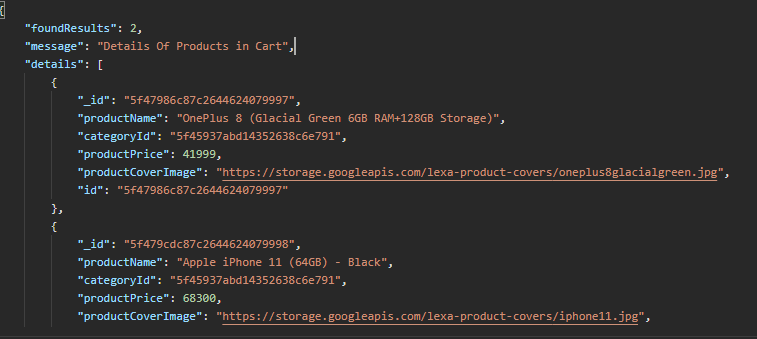 {
"foundResults": 2,
"message": "Details Of Products in Cart",
"details": [
{
"_id": "5f47986c87c2644624079997",
"productName": "OnePlus 8 (Glacial Green 6GB RAM+128GB Storage)",
"categoryId": "5f45937abd14352638c6e791",
"productPrice": 41999,
"productCoverImage": "https://storage.googleapis.com/lexa-product-covers/oneplus8glacialgreen.jpg",
"id": "5f47986c87c2644624079997"
},
{
"_id": "5f479cdc87c2644624079998",
"productName": "Apple iPhone 11 (64GB) - Black",
"categoryId": "5f45937abd14352638c6e791",
"productPrice": 68300,
"productCoverImage": "https://storage.googleapis.com/lexa-product-covers/iphone11.jpg",